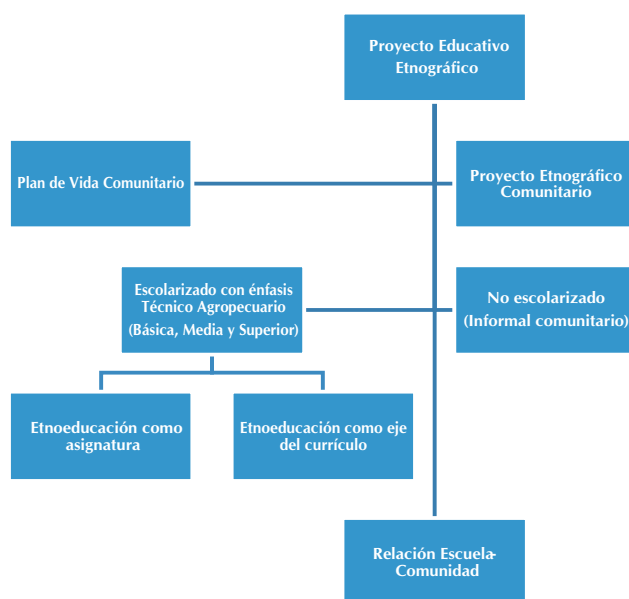 Proyecto Educativo
Etnográfico
Plan de Vida Comunitario
Proyecto Etnográfico
Comunitario
Escolarizado con énfasis
Técnico Agropecuario
(Básica, Media y Superior)
No escolarizado
(Informal comunitario)
Etnoeducación como
asignatura
Etnoeducación como eje
del currículo
Relación Escuela-
Comunidad